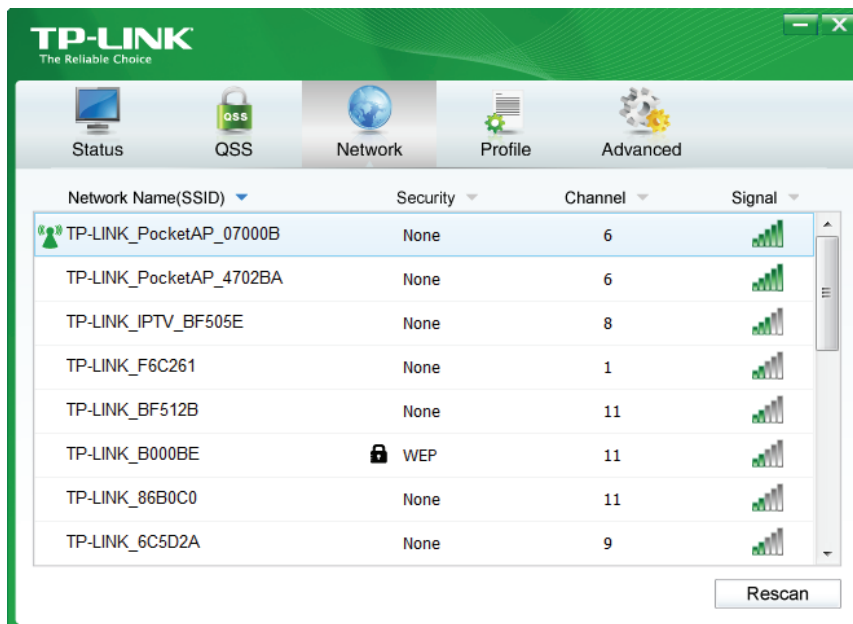 TP-LINK
The Reliable Choice
QSS
Status QSS Network Profile Advanced
Network Name(SSID) Security Channel Signal
TP-LINK_PocketAP_07000B None 6
TP-LINK_PocketAP_4702BA None 6
TP-LINK_IPTV_BF505E None 8
TP-LINK_F6C261 None 1
TP-LINK_BF512B None 11
TP-LINK_B000BE WEP 11
TP-LINK_86B0C0 None 11
TP-LINK_6C5D2A None 9
Rescan